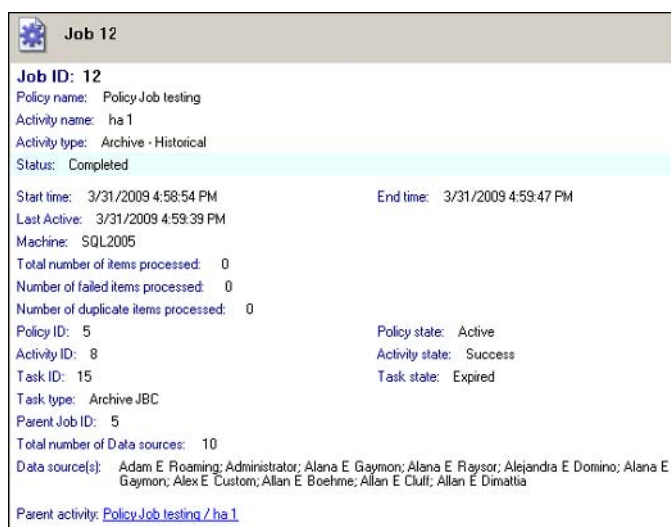 Job 12
Job ID: 12
Policy name: Policy Job testing
Activity name: ha 1
Activity type: Archive - Historical
Status: Completed
Start time: 3/31/2009 4:58:54 PM End time: 3/31/2009 4:59:47 PM
Last Active: 3/31/2009 4:59:39 PM
Machine: SQL2005
Total number of items processed: 0
Number of failed items processed: 0
Number of duplicate items processed: 0
Policy ID: 5 Policy state: Active
Activity ID: 8 Activity state: Success
Task ID: 15 Task state: Expired
Task type: Archive JBC
Parent Job ID: 5
Total number of Data sources: 10
Data source(s): Adam E Roaming; Administrator; Alana E Gaymon; Alana E Raysor; Alejandra E Domino; Alana E
Gaymon; Alex E Custom; Allan E Boehme; Allan E Cluff; Allan E Dimattia
Parent activity: Policy Job testing / ha 1